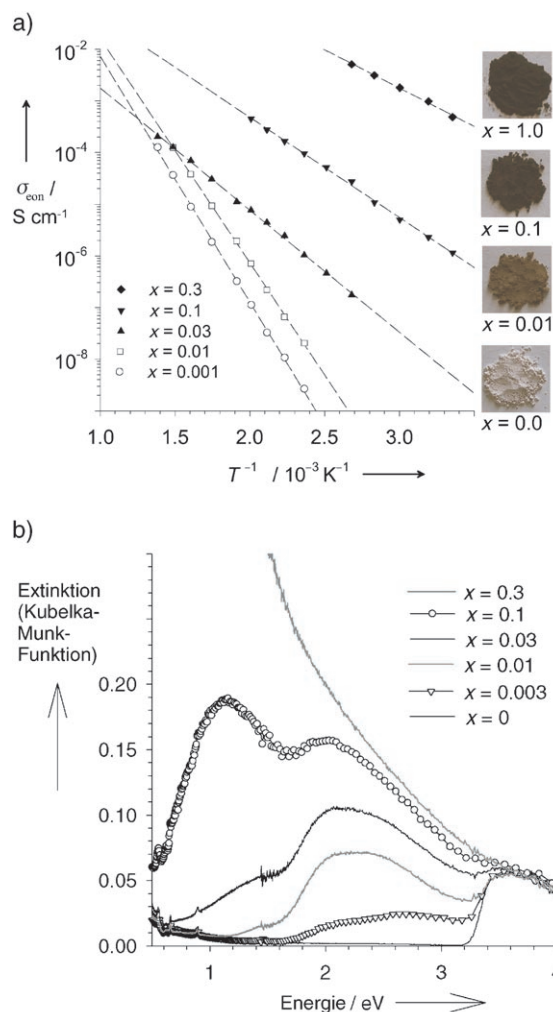 a)
10⁻²
10⁻⁴
10⁻⁶
10⁻⁸
σeon /
S cm⁻¹
x = 0.3
x = 0.1
x = 0.03
x = 0.01
x = 0.001
1.0 1.5 2.0 2.5 3.0
T⁻¹ / 10⁻³ K⁻¹
x = 1.0
x = 0.1
x = 0.01
x = 0.0
b)
Extinktion
(Kubelka-
Munk-
Funktion)
0.20
0.15
0.10
0.05
0.00
x = 0.3
x = 0.1
x = 0.03
x = 0.01
x = 0.003
x = 0
1 2 3 4
Energie / eV